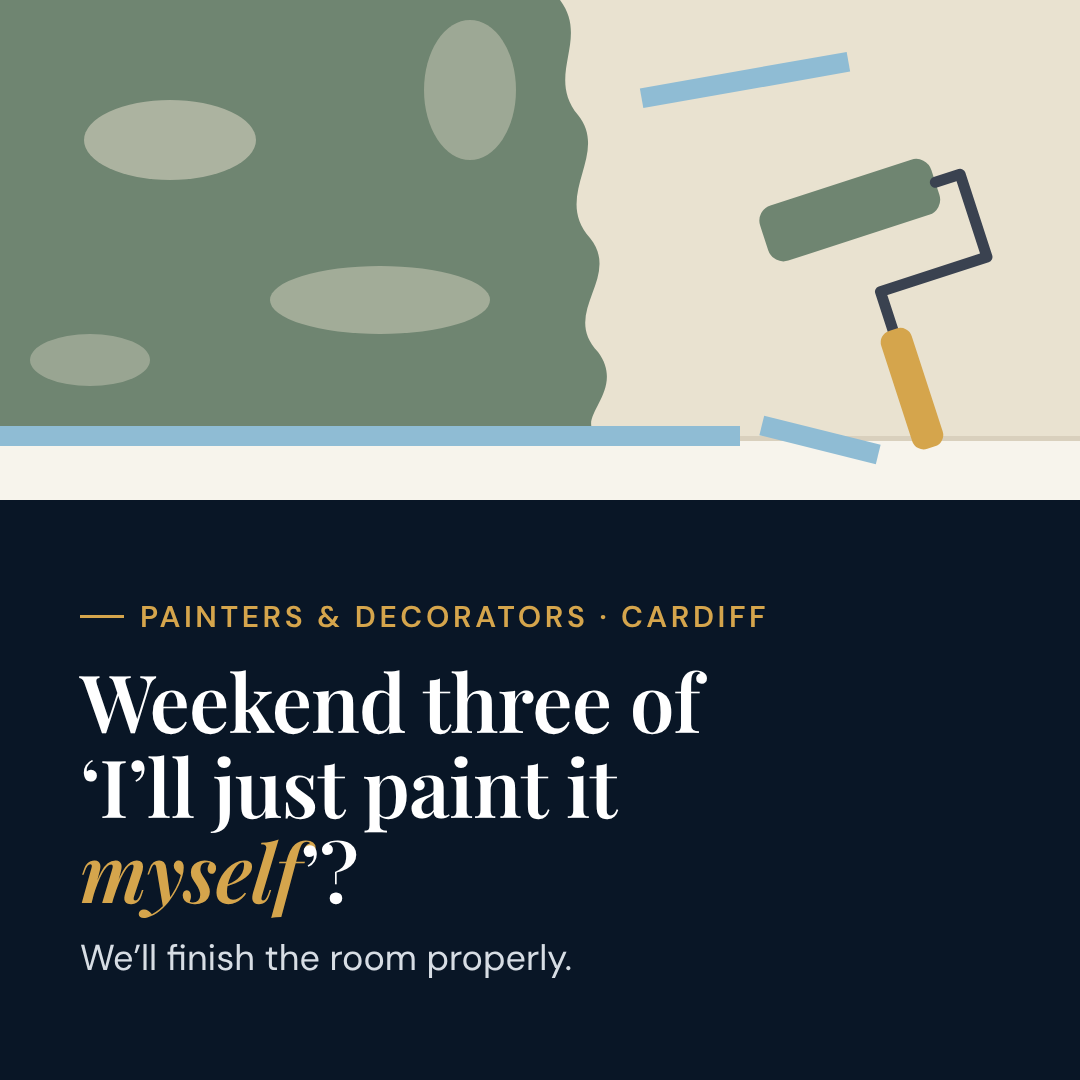 PAINTERS & DECORATORS · CARDIFF
Weekend three of
‘I’ll just paint it
myself’?
We’ll finish the room properly.